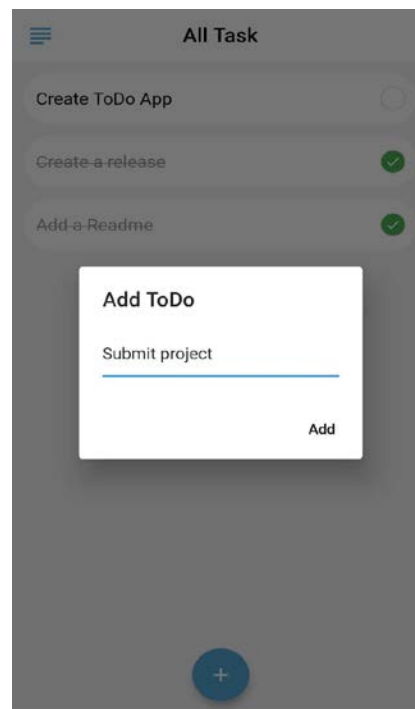 All Task
Create ToDo App
Create a release
Add a Readme
Add ToDo
Submit project
Add
+